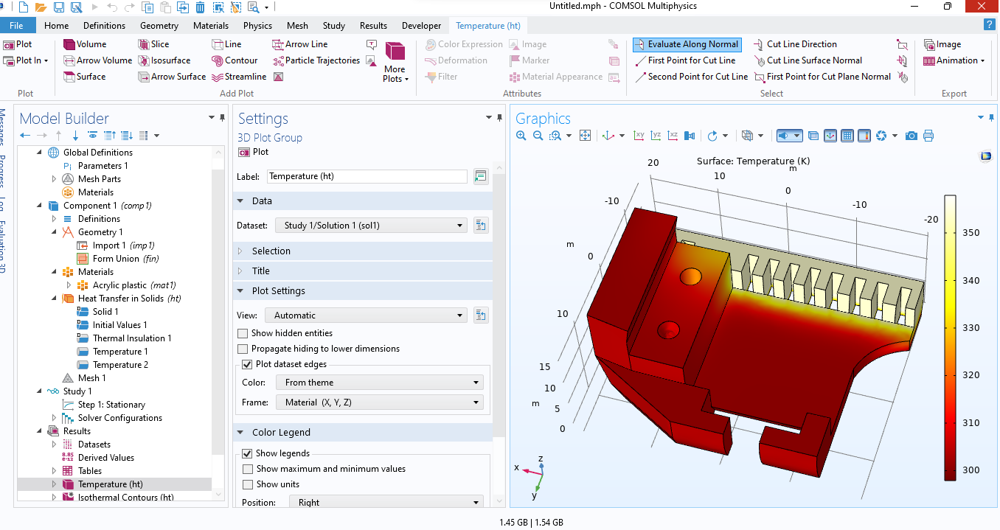 Untitled.mph - COMSOL Multiphysics
File Home Definitions Geometry Materials Physics Mesh Study Results Developer Temperature (ht) ?
Plot
Plot In
Plot
Volume
Arrow Volume
Surface
Slice
Isosurface
Arrow Surface
Line
Contour
Streamline
Arrow Line
Particle Trajectories
More
Plots
Add Plot
Color Expression
Deformation
Filter
Image
Marker
Material Appearance
Attributes
Evaluate Along Normal
First Point for Cut Line
Second Point for Cut Line
Cut Line Direction
Cut Line Surface Normal
First Point for Cut Plane Normal
Select
Image
Animation
Export
Messages
Progress
Log
Evaluation 3D
Model Builder
Global Definitions
Pi Parameters 1
Mesh Parts
Materials
Component 1 (comp1)
Definitions
Geometry 1
Import 1 (imp1)
Form Union (fin)
Materials
Acrylic plastic (mat1)
Heat Transfer in Solids (ht)
D Solid 1
D Initial Values 1
D Thermal Insulation 1
Temperature 1
Temperature 2
Mesh 1
Study 1
Step 1: Stationary
Solver Configurations
Results
Datasets
8.85
e-12
Derived Values
Tables
Temperature (ht)
Isothermal Contours (ht)
Settings
3D Plot Group
Plot
Label: Temperature (ht)
Data
Dataset: Study 1/Solution 1 (sol1)
Selection
Title
Plot Settings
View: Automatic
Show hidden entities
Propagate hiding to lower dimensions
Plot dataset edges
Color: From theme
Frame: Material (X, Y, Z)
Color Legend
Show legends
Show maximum and minimum values
Show units
Position: Right
Graphics
xy yz xz
Surface: Temperature (K)
20
10
m
0
-10
-20
-10
m
0
10
15
10
m
5
0
350
340
330
320
310
300
z
x
y
1.45 GB | 1.54 GB